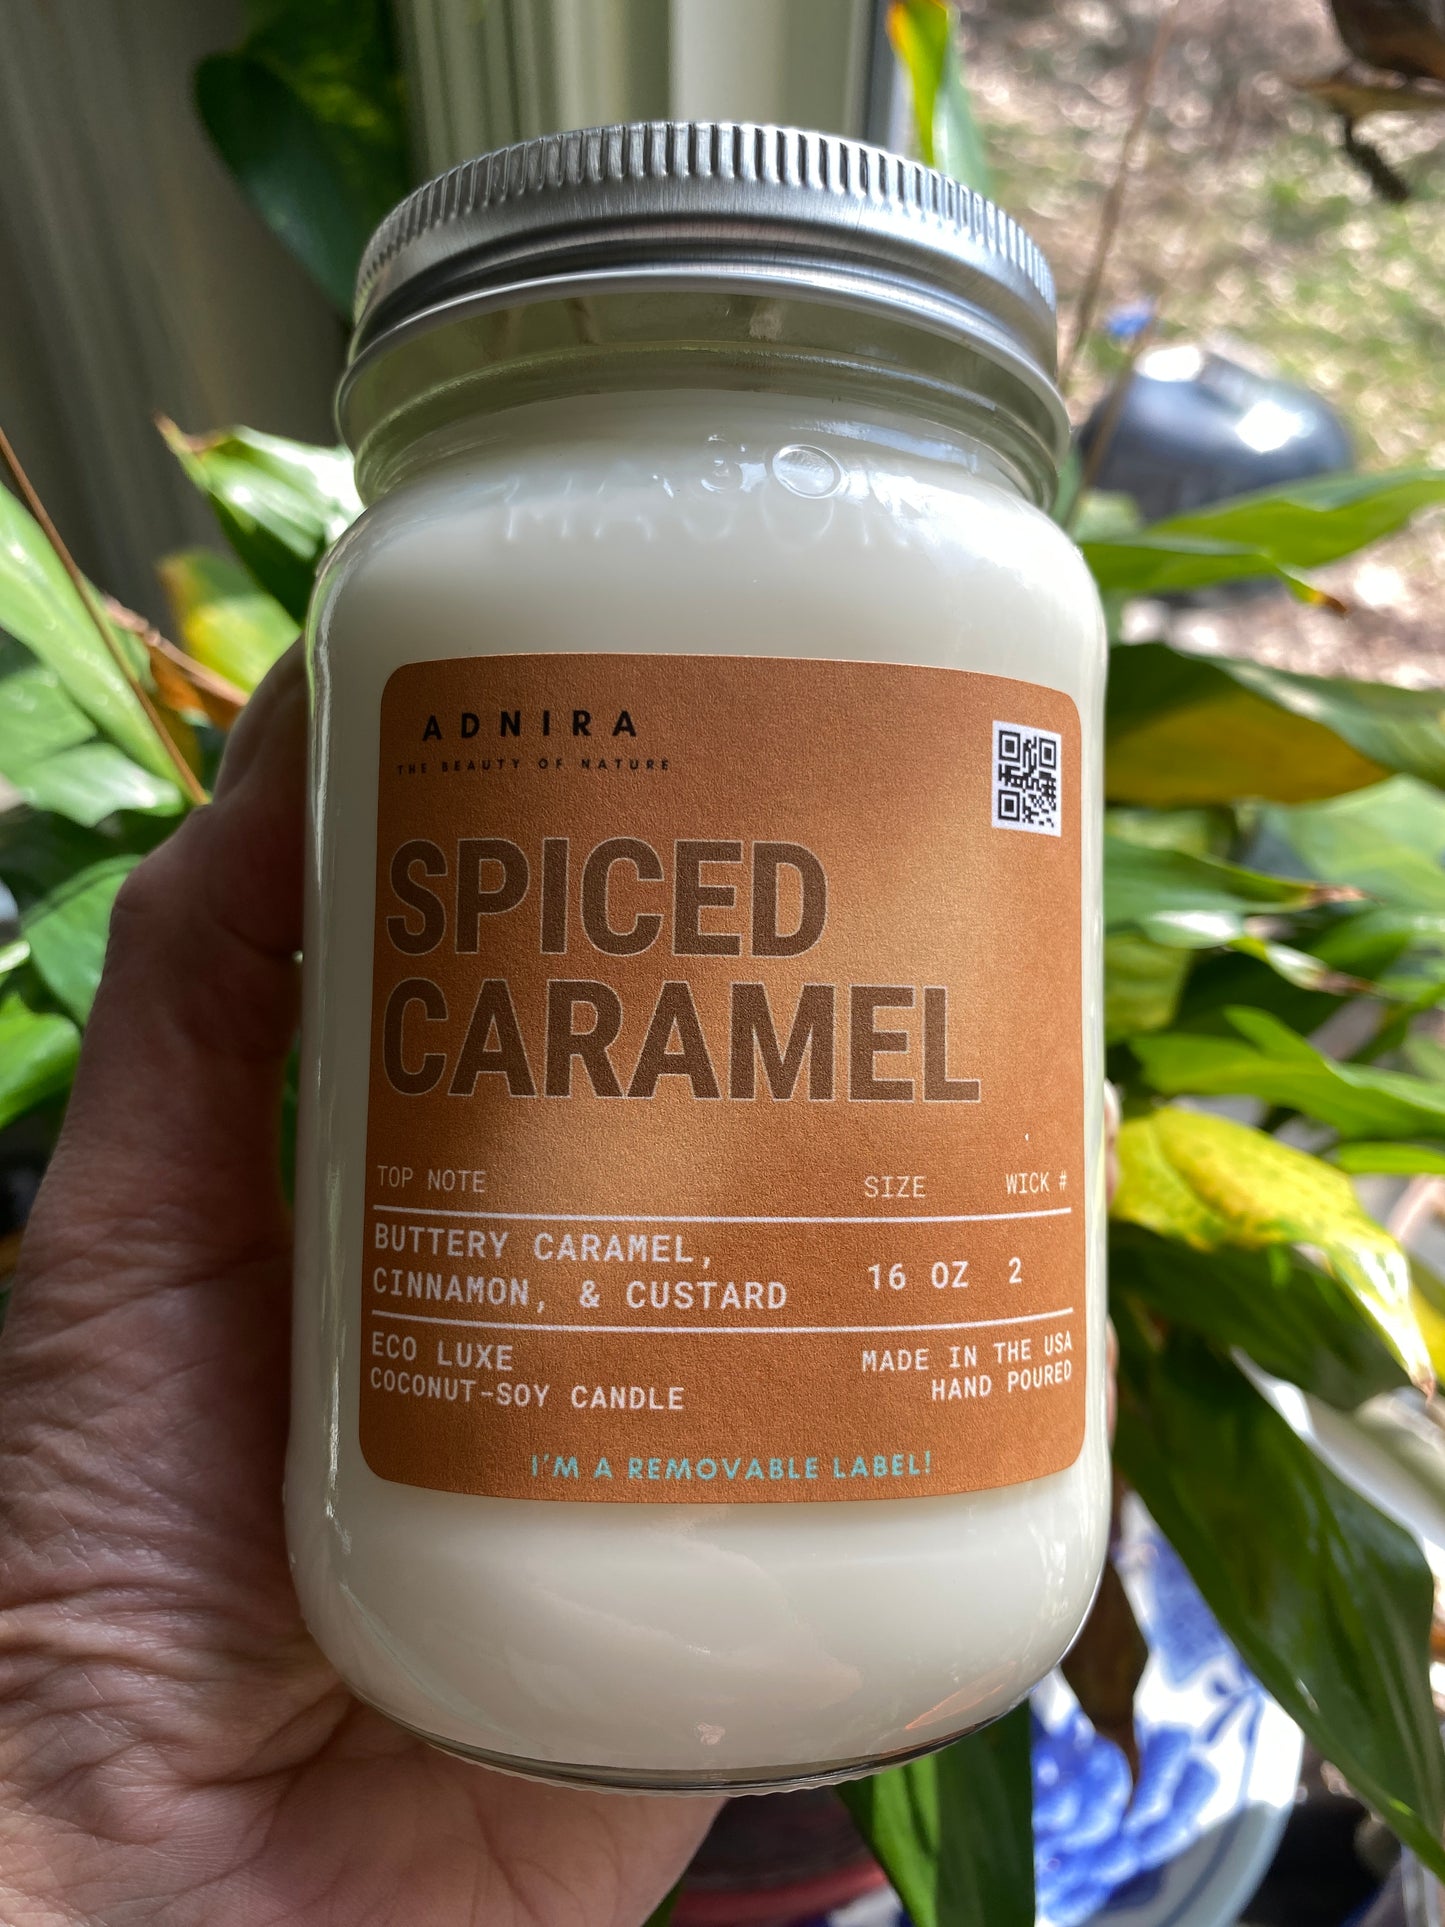 MASON
ADNIRA
THE BEAUTY OF NATURE
SPICED
CARAMEL
TOP NOTE SIZE WICK #
BUTTERY CARAMEL,
CINNAMON, & CUSTARD 16 OZ 2
ECO LUXE MADE IN THE USA
COCONUT-SOY CANDLE HAND POURED
I'M A REMOVABLE LABEL!